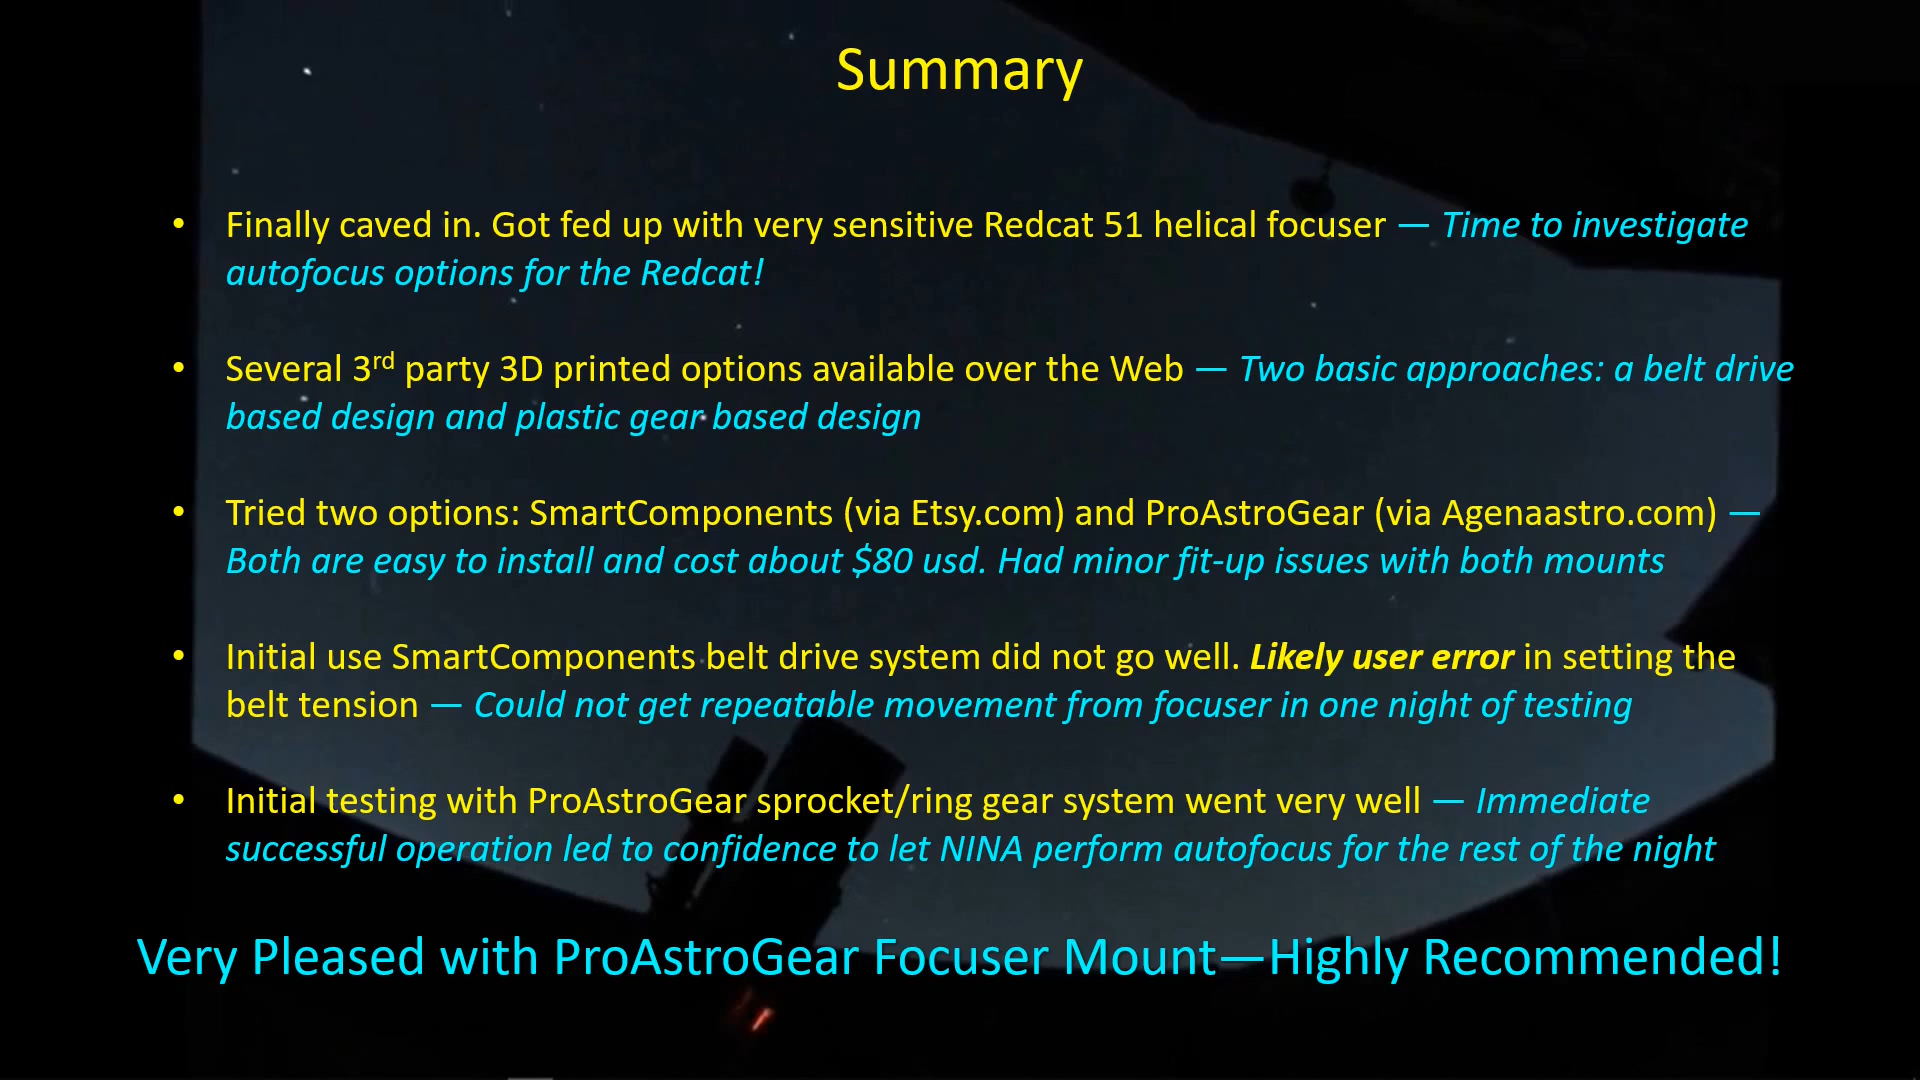 Summary
• Finally caved in. Got fed up with very sensitive Redcat 51 helical focuser — Time to investigate
autofocus options for the Redcat!
• Several 3rd party 3D printed options available over the Web — Two basic approaches: a belt drive
based design and plastic gear based design
• Tried two options: SmartComponents (via Etsy.com) and ProAstroGear (via Agenaastro.com) —
Both are easy to install and cost about $80 usd. Had minor fit-up issues with both mounts
• Initial use SmartComponents belt drive system did not go well. Likely user error in setting the
belt tension — Could not get repeatable movement from focuser in one night of testing
• Initial testing with ProAstroGear sprocket/ring gear system went very well — Immediate
successful operation led to confidence to let NINA perform autofocus for the rest of the night
Very Pleased with ProAstroGear Focuser Mount—Highly Recommended!